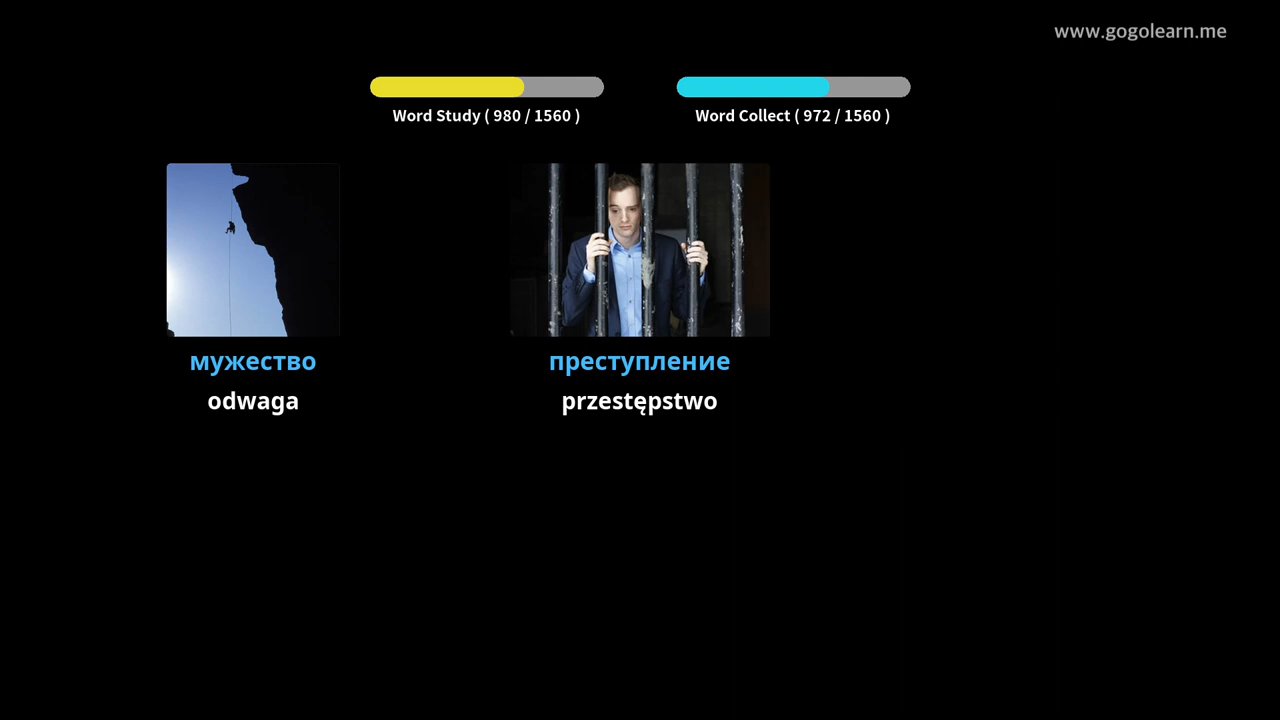 www.gogolearn.me
Word Study ( 980 / 1560 )
Word Collect ( 972 / 1560 )
мужество
преступление
odwaga
przestępstwo